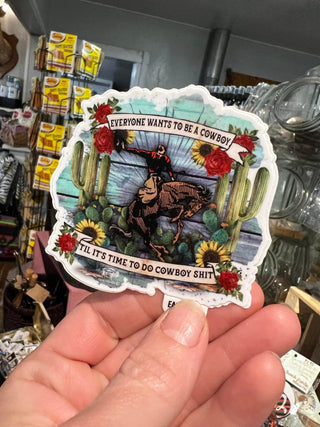 EVERYONE WANTS TO BE A COWBOY
'TIL IT'S TIME TO DO COWBOY SHIT